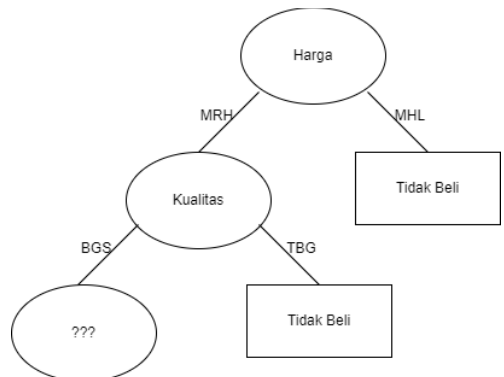 Harga
MRH
MHL
Kualitas
Tidak Beli
BGS
TBG
???
Tidak Beli